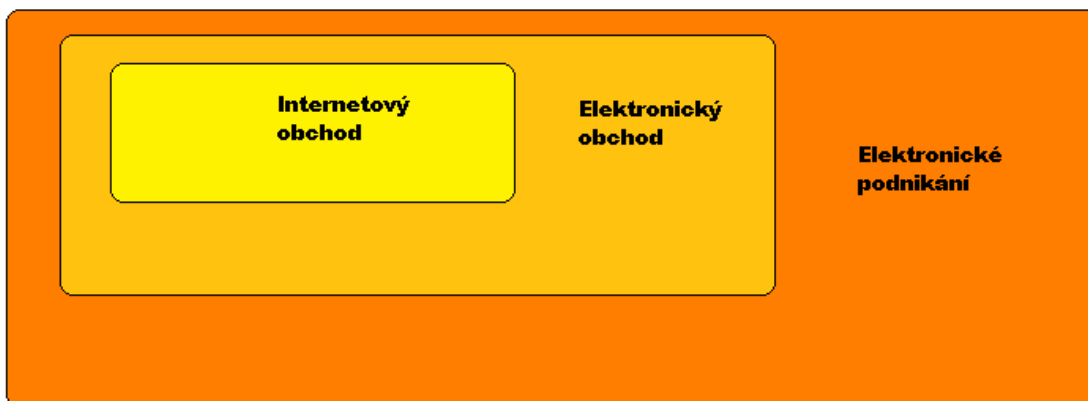 Internetový
obchod
Elektronický
obchod
Elektronické
podnikání